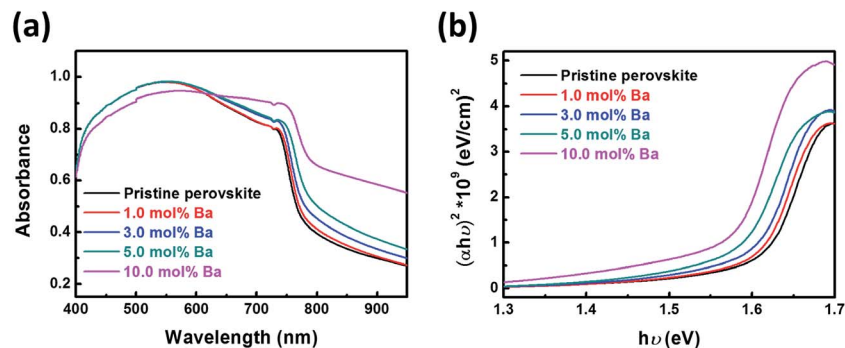 (a)
Absorbance
1.0
0.8
0.6
0.4
0.2
Pristine perovskite
1.0 mol% Ba
3.0 mol% Ba
5.0 mol% Ba
10.0 mol% Ba
400 500 600 700 800 900
Wavelength (nm)
(b)
(αhυ)² *10⁹ (eV/cm)²
5
4
3
2
1
0
Pristine perovskite
1.0 mol% Ba
3.0 mol% Ba
5.0 mol% Ba
10.0 mol% Ba
1.3 1.4 1.5 1.6 1.7
hυ (eV)